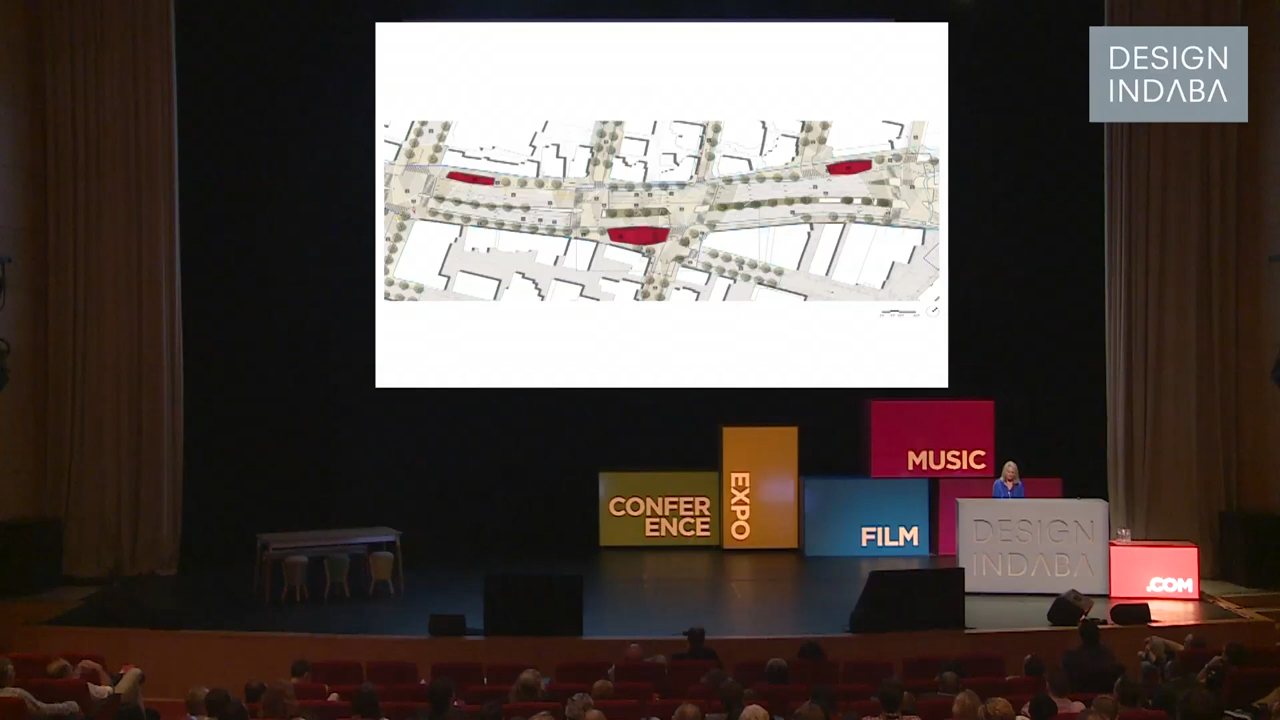 DESIGN
INDABA
MUSIC
CONFER
ENCE
EXPO
FILM
DESIGN
INDABA
.COM